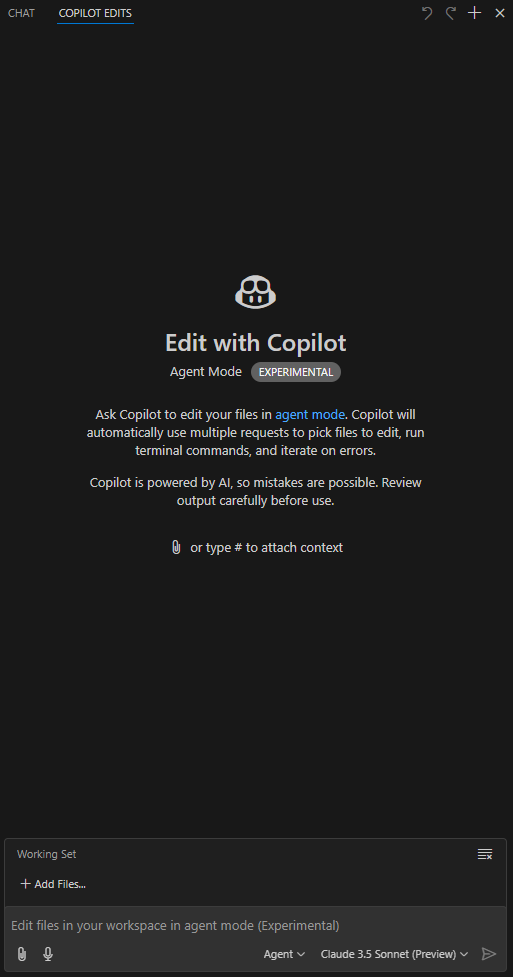 CHAT COPILOT EDITS
Edit with Copilot
Agent Mode EXPERIMENTAL
Ask Copilot to edit your files in agent mode. Copilot will
automatically use multiple requests to pick files to edit, run
terminal commands, and iterate on errors.
Copilot is powered by AI, so mistakes are possible. Review
output carefully before use.
or type # to attach context
Working Set
Add Files...
Edit files in your workspace in agent mode (Experimental)
Agent Claude 3.5 Sonnet (Preview)